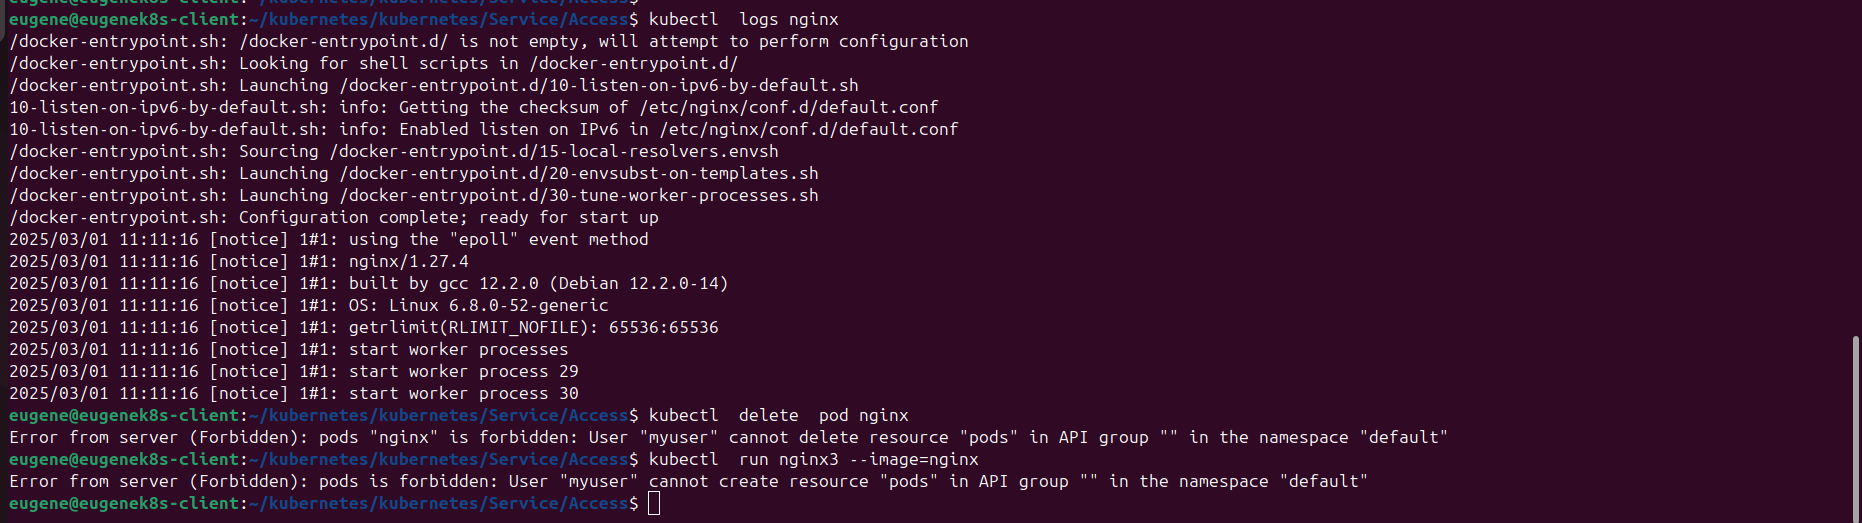 eugene@eugenek8s-client:~/kubernetes/kubernetes/Service/Access$
eugene@eugenek8s-client:~/kubernetes/kubernetes/Service/Access$ kubectl  logs nginx
/docker-entrypoint.sh: /docker-entrypoint.d/ is not empty, will attempt to perform configuration
/docker-entrypoint.sh: Looking for shell scripts in /docker-entrypoint.d/
/docker-entrypoint.sh: Launching /docker-entrypoint.d/10-listen-on-ipv6-by-default.sh
10-listen-on-ipv6-by-default.sh: info: Getting the checksum of /etc/nginx/conf.d/default.conf
10-listen-on-ipv6-by-default.sh: info: Enabled listen on IPv6 in /etc/nginx/conf.d/default.conf
/docker-entrypoint.sh: Sourcing /docker-entrypoint.d/15-local-resolvers.envsh
/docker-entrypoint.sh: Launching /docker-entrypoint.d/20-envsubst-on-templates.sh
/docker-entrypoint.sh: Launching /docker-entrypoint.d/30-tune-worker-processes.sh
/docker-entrypoint.sh: Configuration complete; ready for start up
2025/03/01 11:11:16 [notice] 1#1: using the "epoll" event method
2025/03/01 11:11:16 [notice] 1#1: nginx/1.27.4
2025/03/01 11:11:16 [notice] 1#1: built by gcc 12.2.0 (Debian 12.2.0-14)
2025/03/01 11:11:16 [notice] 1#1: OS: Linux 6.8.0-52-generic
2025/03/01 11:11:16 [notice] 1#1: getrlimit(RLIMIT_NOFILE): 65536:65536
2025/03/01 11:11:16 [notice] 1#1: start worker processes
2025/03/01 11:11:16 [notice] 1#1: start worker process 29
2025/03/01 11:11:16 [notice] 1#1: start worker process 30
eugene@eugenek8s-client:~/kubernetes/kubernetes/Service/Access$ kubectl  delete  pod nginx
Error from server (Forbidden): pods "nginx" is forbidden: User "myuser" cannot delete resource "pods" in API group "" in the namespace "default"
eugene@eugenek8s-client:~/kubernetes/kubernetes/Service/Access$ kubectl  run nginx3 --image=nginx
Error from server (Forbidden): pods is forbidden: User "myuser" cannot create resource "pods" in API group "" in the namespace "default"
eugene@eugenek8s-client:~/kubernetes/kubernetes/Service/Access$